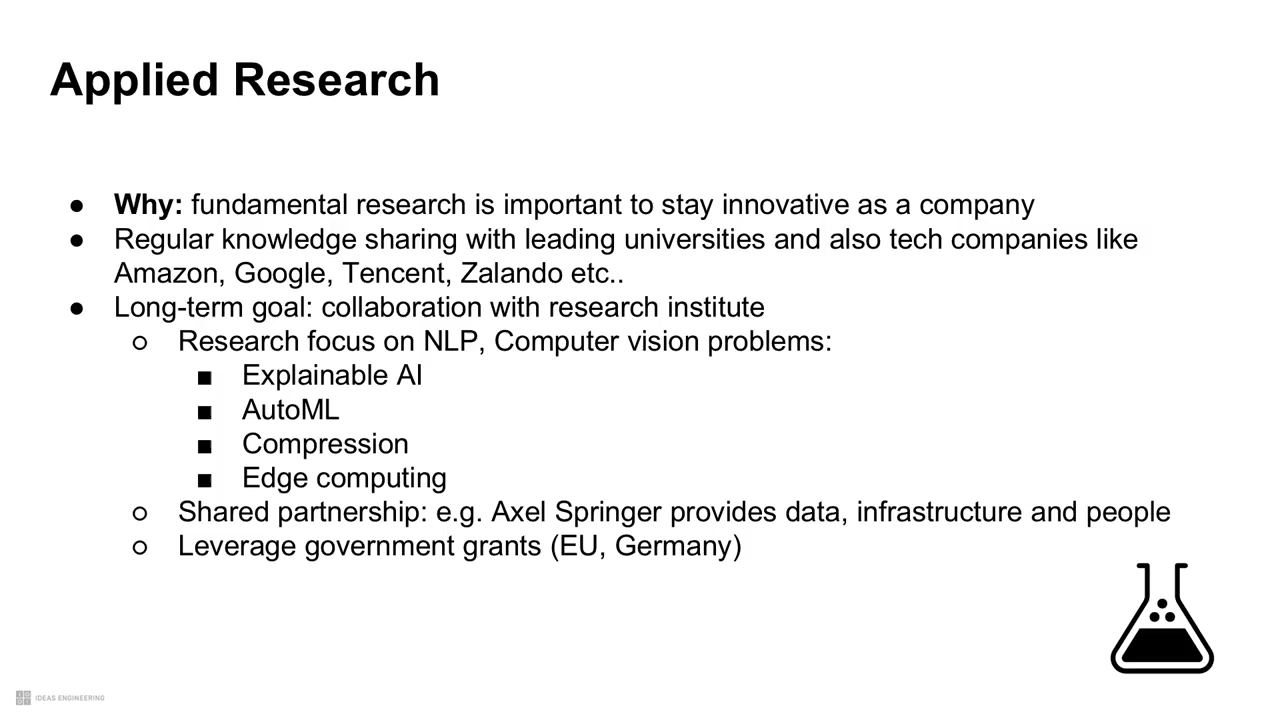 Applied Research
● Why: fundamental research is important to stay innovative as a company
● Regular knowledge sharing with leading universities and also tech companies like
Amazon, Google, Tencent, Zalando etc..
● Long-term goal: collaboration with research institute
○ Research focus on NLP, Computer vision problems:
■ Explainable AI
■ AutoML
■ Compression
■ Edge computing
○ Shared partnership: e.g. Axel Springer provides data, infrastructure and people
○ Leverage government grants (EU, Germany)
IDEAS ENGINEERING